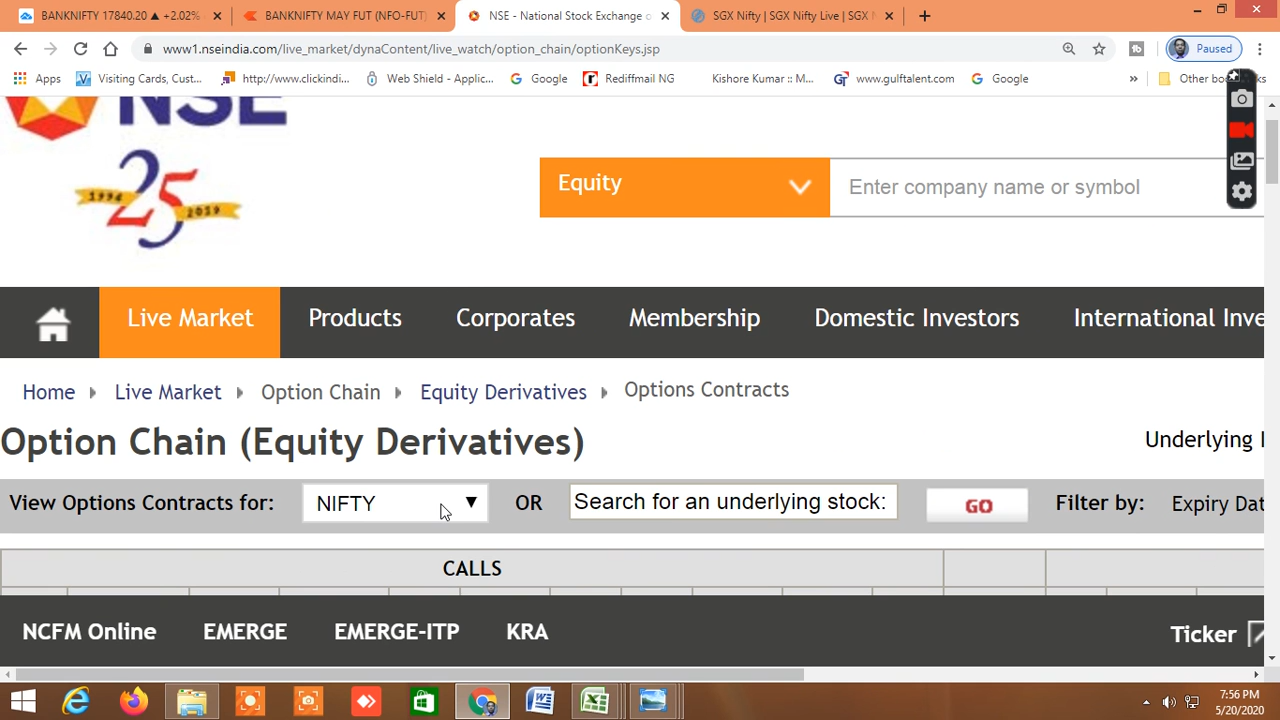 BANKNIFTY 17840.20 ▲ +2.02%
BANKNIFTY MAY FUT (NFO-FUT)
NSE - National Stock Exchange o
SGX Nifty | SGX Nifty Live | SGX N
www1.nseindia.com/live_market/dynaContent/live_watch/option_chain/optionKeys.jsp
Paused
Apps
Visiting Cards, Cust...
http://www.clickindi...
Web Shield - Applic...
Google
Rediffmail NG
Kishore Kumar :: M...
www.gulftalent.com
Google
»
Other bo
ks
NSE
25
1994
2019
Equity
Enter company name or symbol
Live Market
Products
Corporates
Membership
Domestic Investors
International Inve
Home
Live Market
Option Chain
Equity Derivatives
Options Contracts
Option Chain (Equity Derivatives)
Underlying I
View Options Contracts for:
NIFTY
OR
Search for an underlying stock:
GO
Filter by:
Expiry Dat
CALLS
NCFM Online
EMERGE
EMERGE-ITP
KRA
Ticker
7:56 PM
5/20/2020